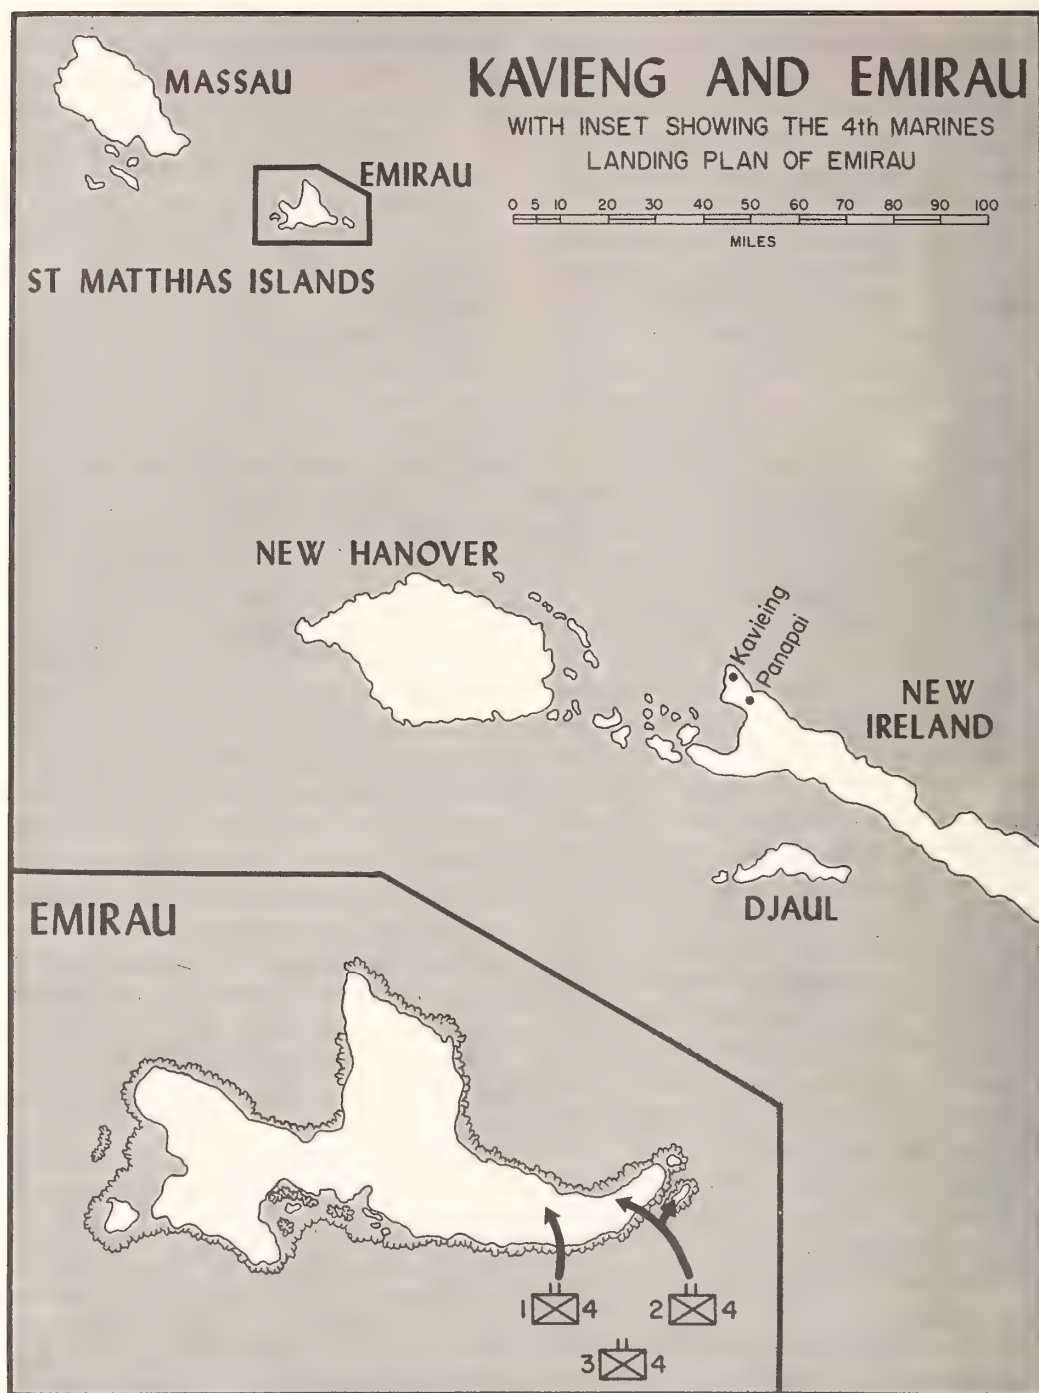 KAVIENG AND EMIRAU
WITH INSET SHOWING THE 4th MARINES
LANDING PLAN OF EMIRAU
0 5 10 20 30 40 50 60 70 80 90 100
MILES
MASSAU
EMIRAU
ST MATTHIAS ISLANDS
NEW HANOVER
Kavieing
Panapai
NEW
IRELAND
DJAUL
EMIRAU
1 4
2 4
3 4